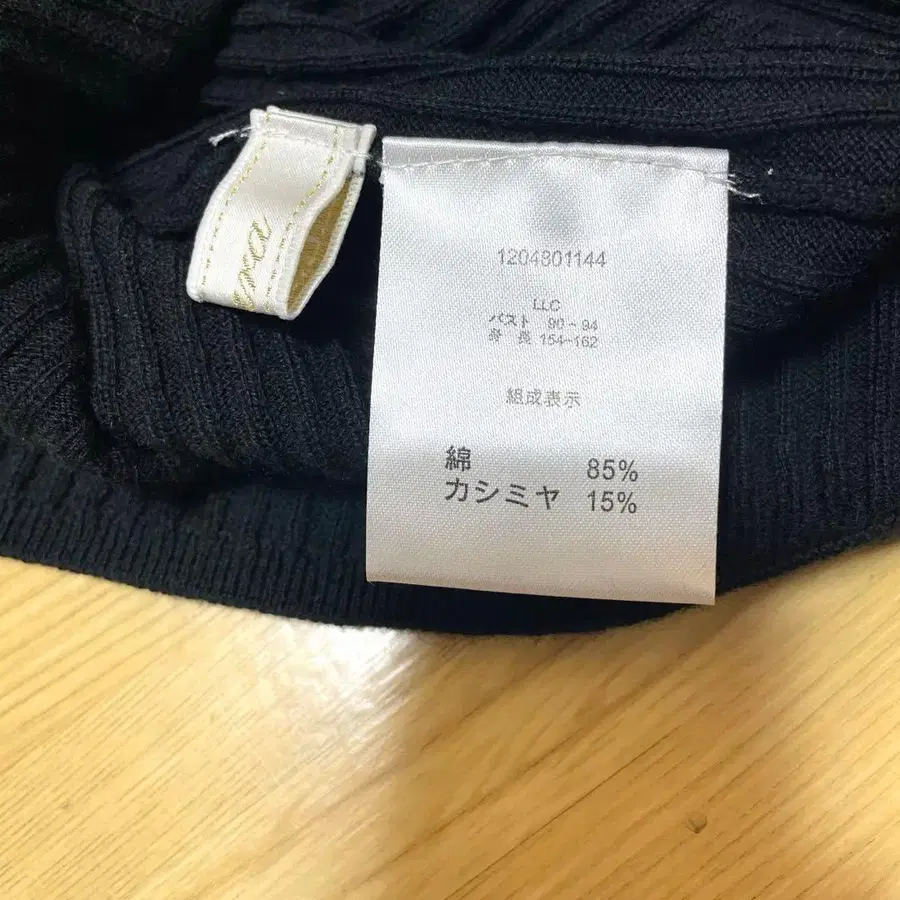 1204801144
LLC
バスト 90~94
身 長 154~162
組成表示
綿 85%
カシミヤ 15%